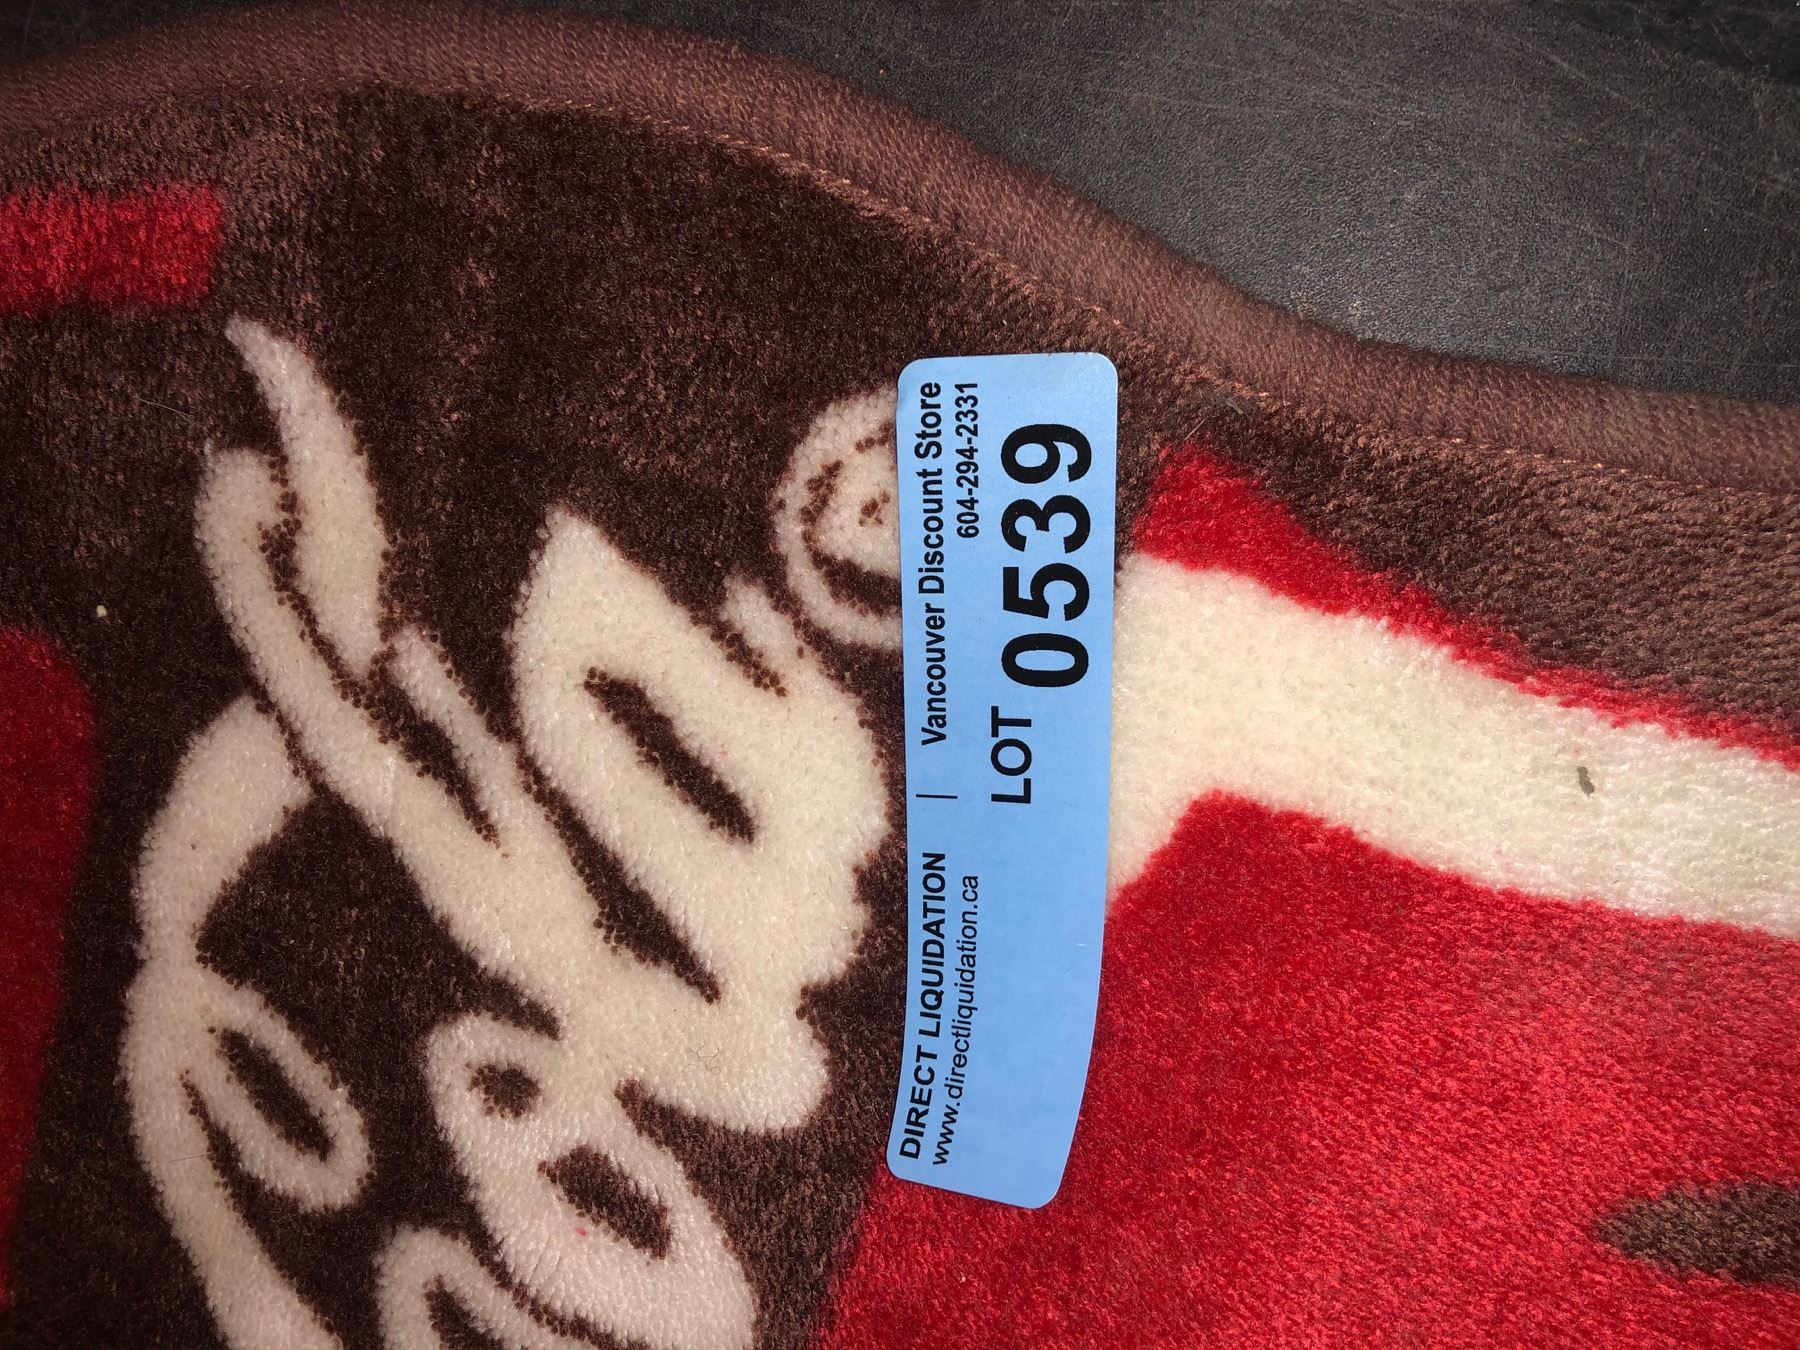 DIRECT LIQUIDATION | Vancouver Discount Store
www.directliquidation.ca 604-294-2331
LOT 0539